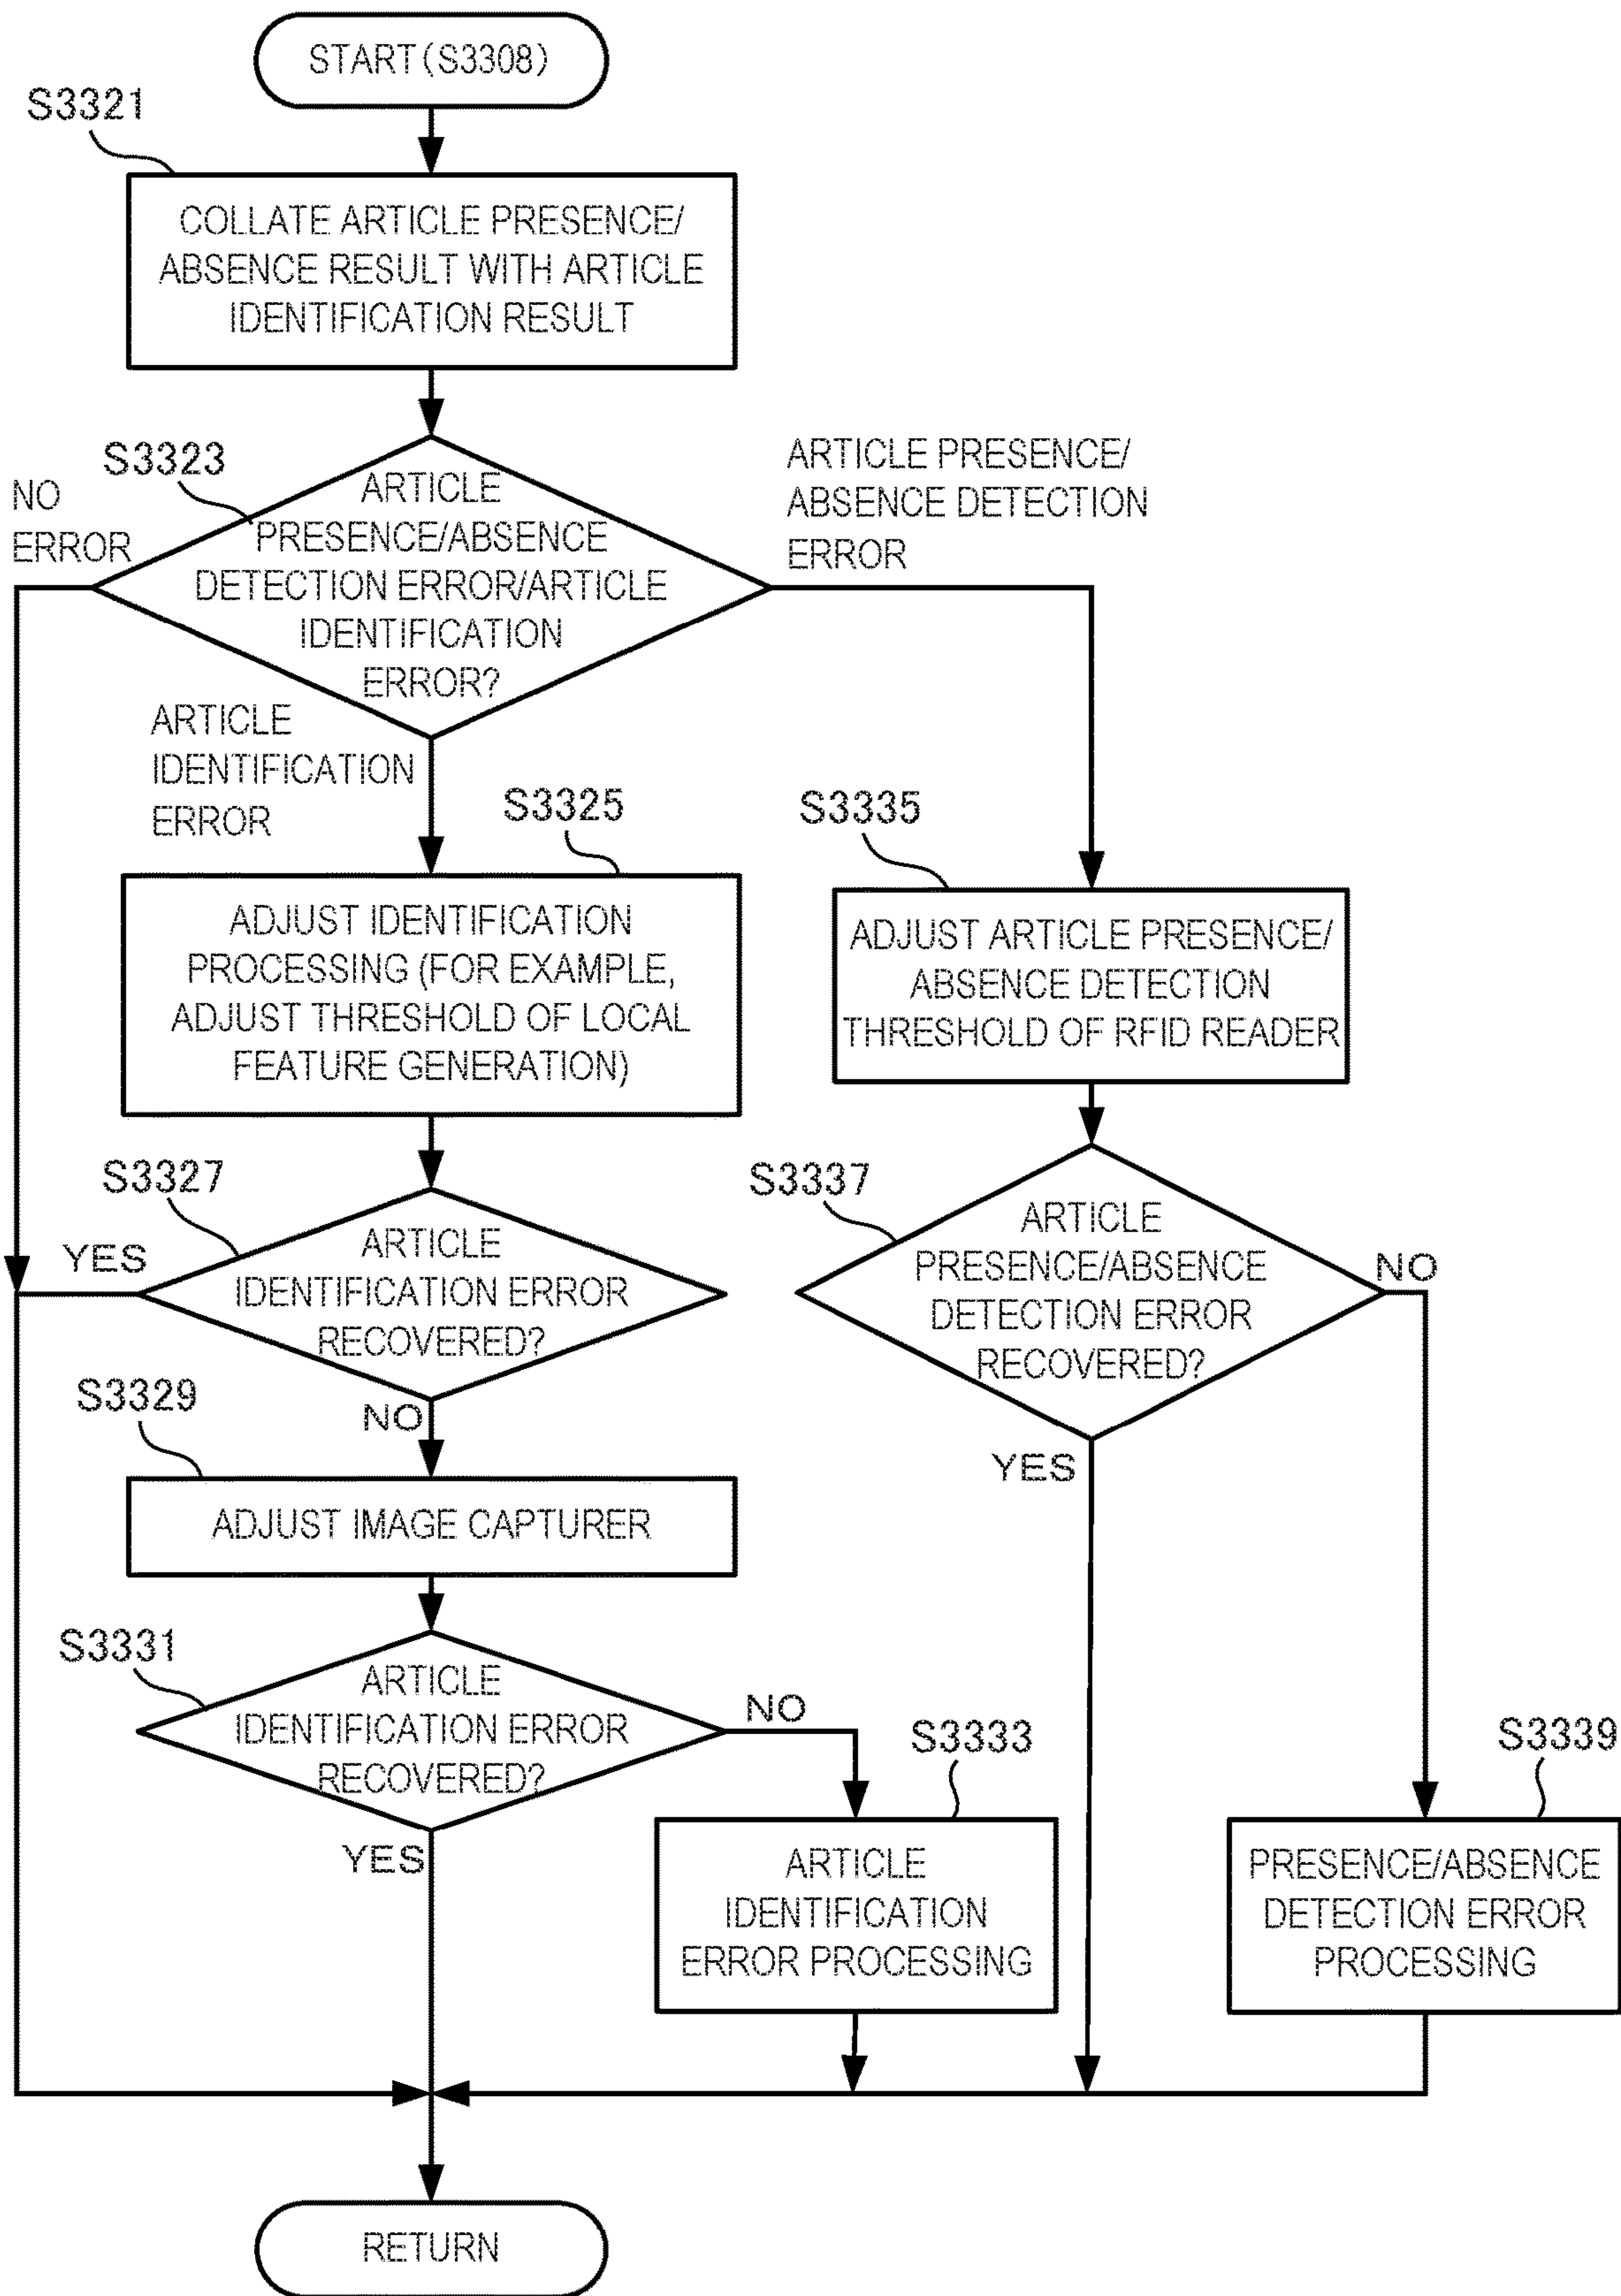 START(S3308)
S3321
COLLATE ARTICLE PRESENCE/
ABSENCE RESULT WITH ARTICLE
IDENTIFICATION RESULT
S3323
NO
ERROR
ARTICLE
PRESENCE/ABSENCE
DETECTION ERROR/ARTICLE
IDENTIFICATION
ERROR?
ARTICLE PRESENCE/
ABSENCE DETECTION
ERROR
ARTICLE
IDENTIFICATION
ERROR
S3325
ADJUST IDENTIFICATION
PROCESSING (FOR EXAMPLE,
ADJUST THRESHOLD OF LOCAL
FEATURE GENERATION)
S3335
ADJUST ARTICLE PRESENCE/
ABSENCE DETECTION
THRESHOLD OF RFID READER
S3327
YES
ARTICLE
IDENTIFICATION ERROR
RECOVERED?
NO
S3337
ARTICLE
PRESENCE/ABSENCE
DETECTION ERROR
RECOVERED?
NO
YES
S3329
ADJUST IMAGE CAPTURER
S3331
ARTICLE
IDENTIFICATION ERROR
RECOVERED?
NO
YES
S3333
ARTICLE
IDENTIFICATION
ERROR PROCESSING
S3339
PRESENCE/ABSENCE
DETECTION ERROR
PROCESSING
RETURN